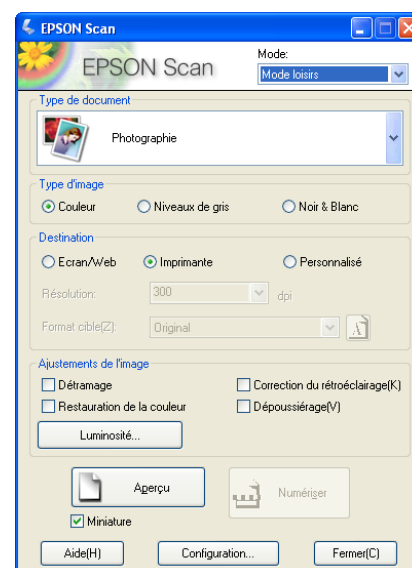 EPSON Scan
EPSON Scan
Mode:
Mode loisirs
Type de document
Photographie
Type d'image
Couleur Niveaux de gris Noir & Blanc
Destination
Ecran/Web Imprimante Personnalisé
Résolution: 300 dpi
Format cible(Z): Original
Ajustements de l'image
Détramage Correction du rétroéclairage(K)
Restauration de la couleur Dépoussiérage(V)
Luminosité...
Aperçu Numériser
Miniature
Aide(H) Configuration... Fermer(C)